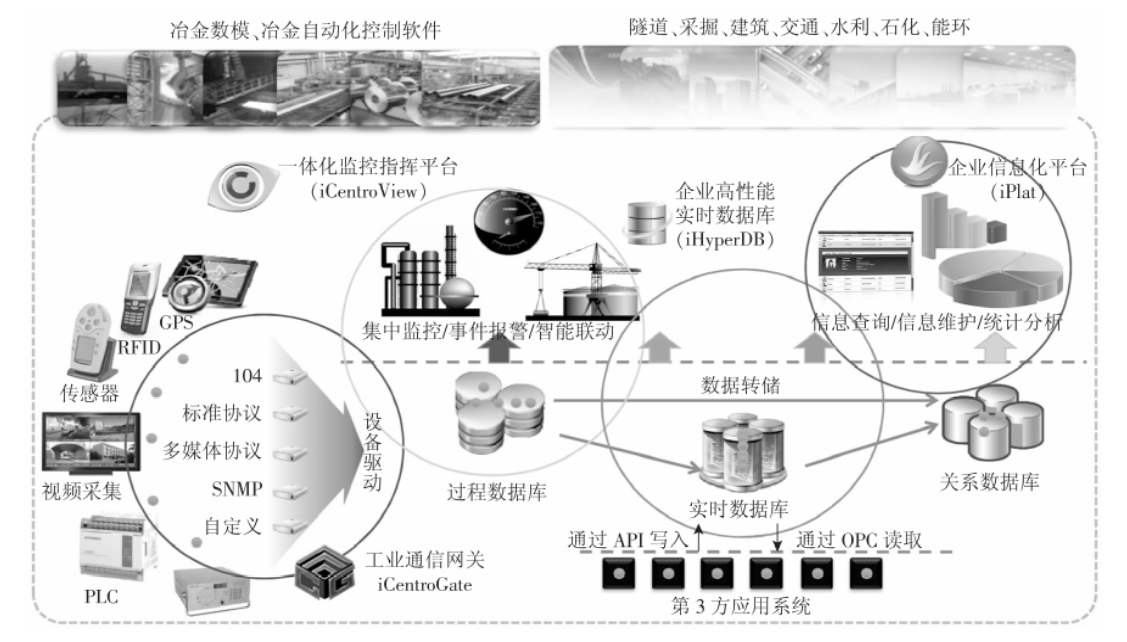 冶金数模、冶金自动化控制软件
隧道、采掘、建筑、交通、水利、石化、能环
一体化监控指挥平台
(iCentroView)
企业高性能
实时数据库
(iHyperDB)
企业信息化平台
(iPlat)
GPS
RFID
传感器
视频采集
PLC
104
标准协议
多媒体协议
SNMP
自定义
设备驱动
工业通信网关
iCentroGate
集中监控/事件报警/智能联动
信息查询/信息维护/统计分析
过程数据库
数据转储
实时数据库
关系数据库
通过 API 写入
通过 OPC 读取
第 3 方应用系统